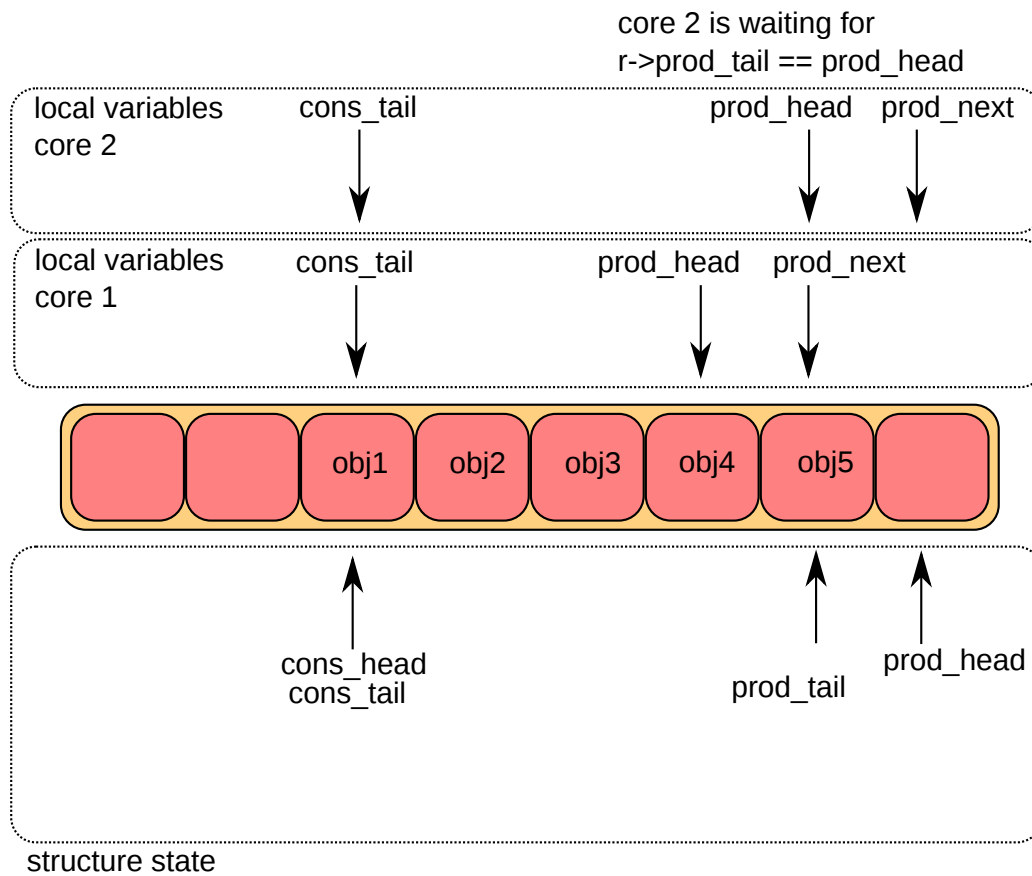 core 2 is waiting for
r->prod_tail == prod_head
local variables
core 2
cons_tail
prod_head
prod_next
local variables
core 1
cons_tail
prod_head
prod_next
obj1
obj2
obj3
obj4
obj5
cons_head
cons_tail
prod_tail
prod_head
structure state